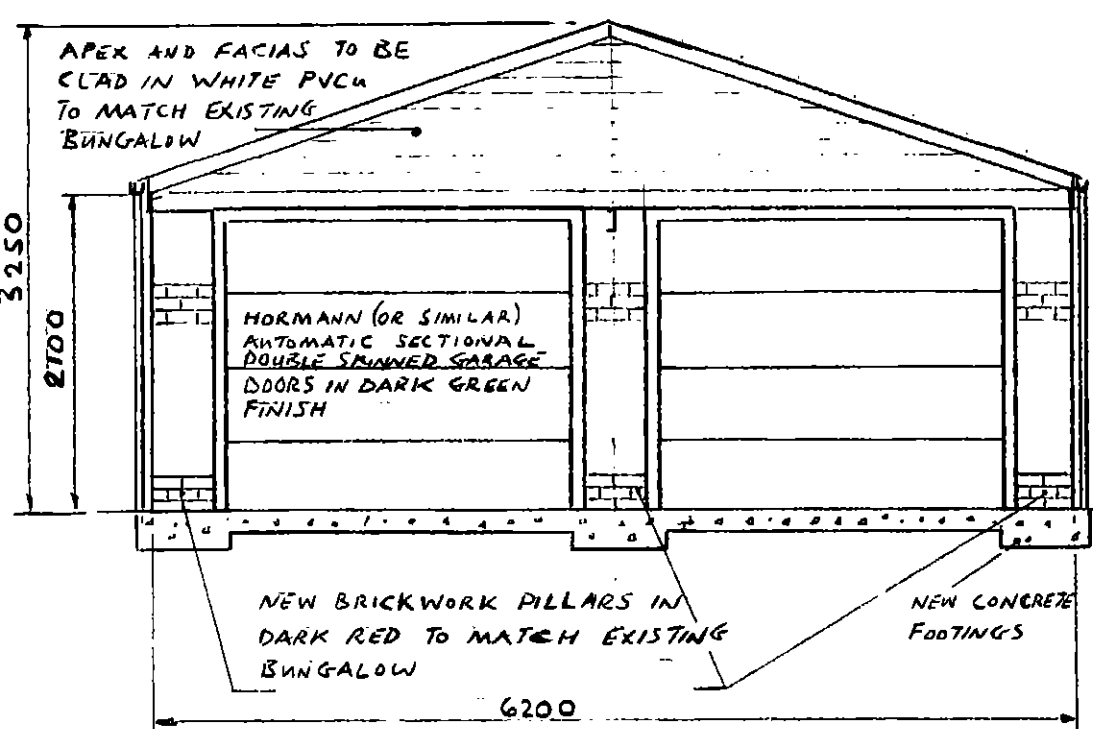 APEX AND FACIAS TO BE
CLAD IN WHITE PVCu
TO MATCH EXISTING
BUNGALOW
3250
2100
HORMANN (OR SIMILAR)
AUTOMATIC SECTIONAL
DOUBLE SKINNED GARAGE
DOORS IN DARK GREEN
FINISH
NEW BRICKWORK PILLARS IN
DARK RED TO MATCH EXISTING
BUNGALOW
NEW CONCRETE
FOOTINGS
6200